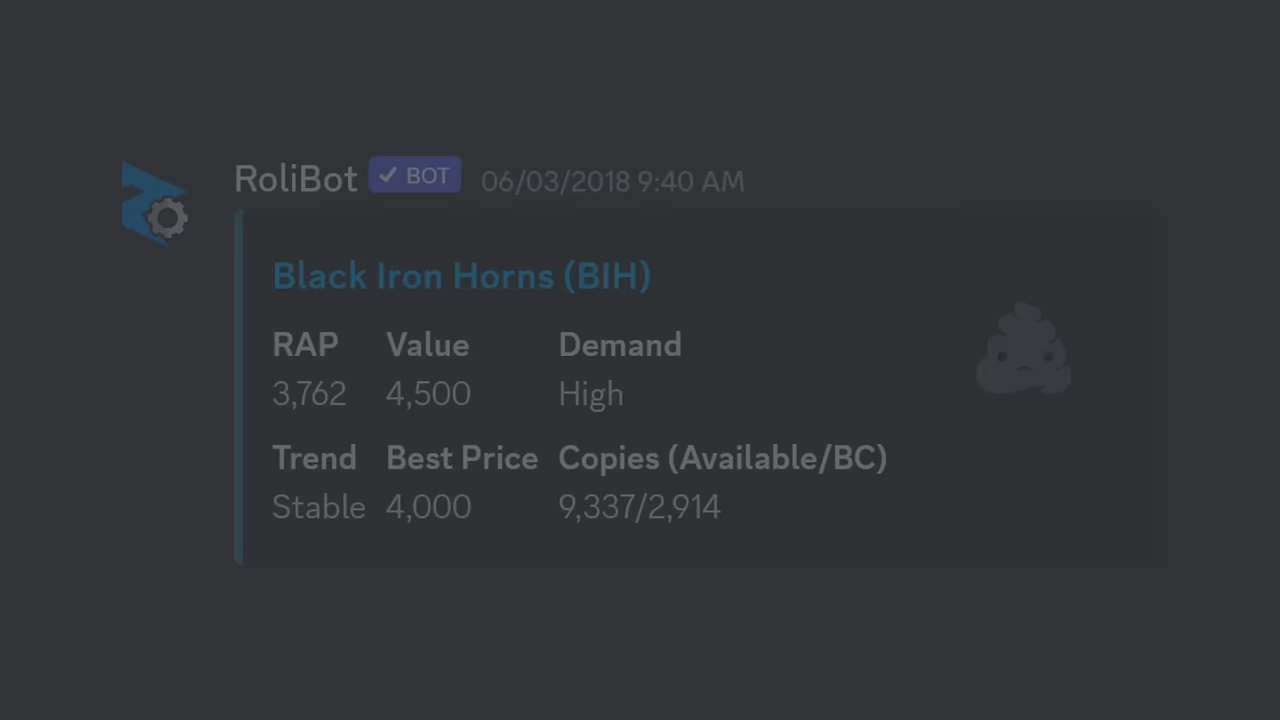 RoliBot ✓ BOT 06/03/2018 9:40 AM
Black Iron Horns (BIH)
RAP Value Demand
3,762 4,500 High
Trend Best Price Copies (Available/BC)
Stable 4,000 9,337/2,914